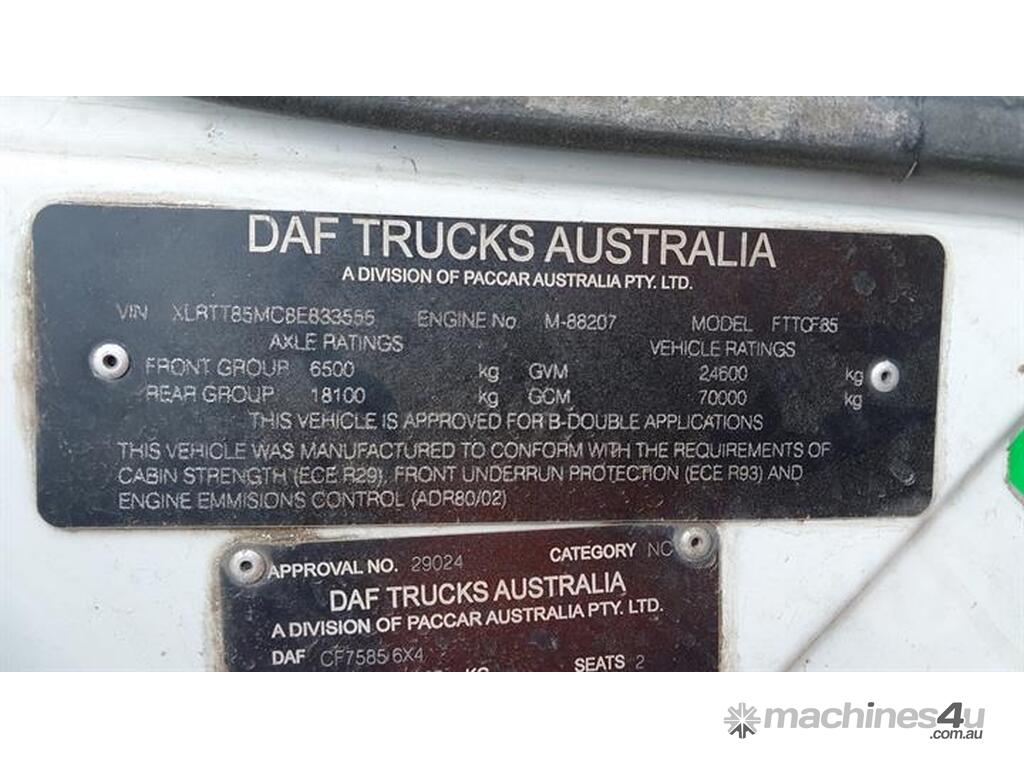 DAF TRUCKS AUSTRALIA
A DIVISION OF PACCAR AUSTRALIA PTY. LTD.
VIN XLRTT85MC8E833555 ENGINE No. M-88207 MODEL FTTCF85
AXLE RATINGS VEHICLE RATINGS
FRONT GROUP 6500 kg GVM 24600 kg
REAR GROUP 18100 kg GCM 70000 kg
THIS VEHICLE IS APPROVED FOR B-DOUBLE APPLICATIONS
THIS VEHICLE WAS MANUFACTURED TO CONFORM WITH THE REQUIREMENTS OF
CABIN STRENGTH (ECE R29), FRONT UNDERRUN PROTECTION (ECE R93) AND
ENGINE EMMISIONS CONTROL (ADR80/02)
APPROVAL NO. 29024 CATEGORY NC
DAF TRUCKS AUSTRALIA
A DIVISION OF PACCAR AUSTRALIA PTY. LTD.
DAF CF7585 6X4
SEATS 2
machines4u
.com.au